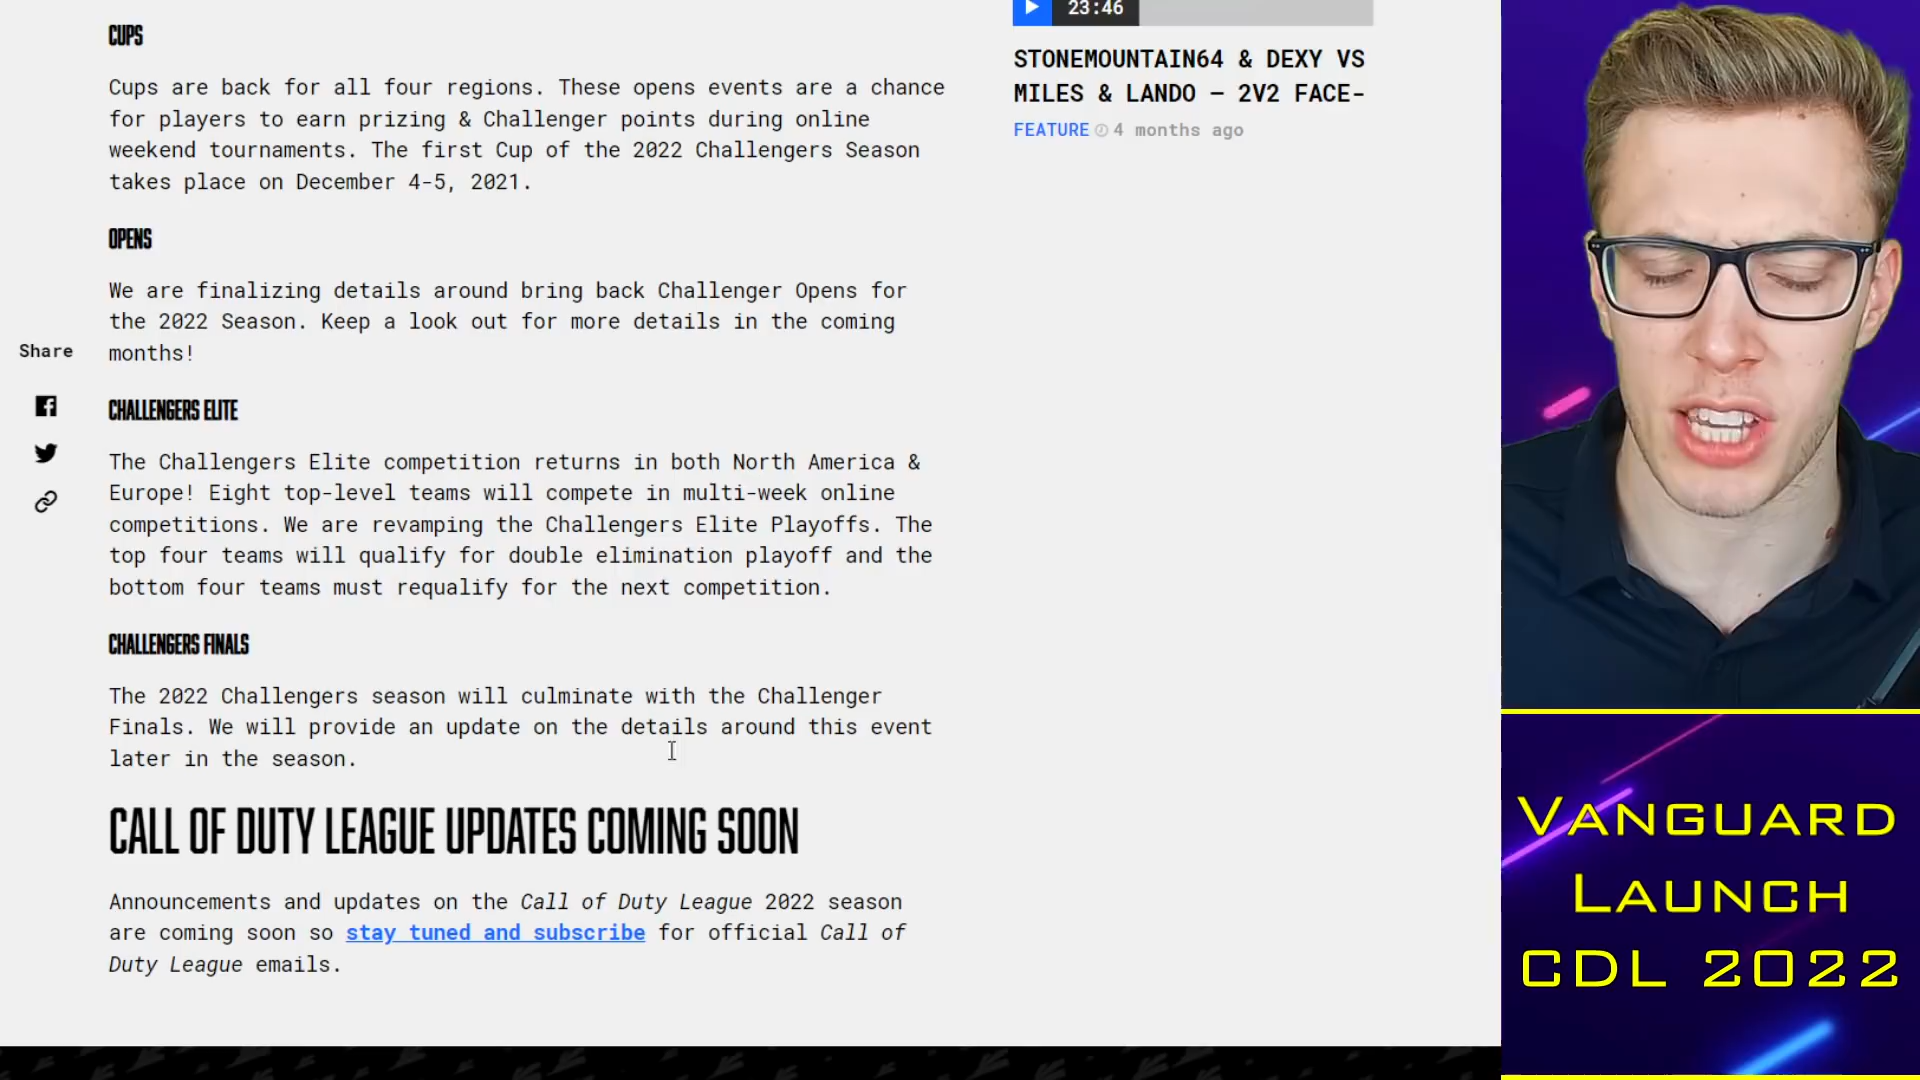 CUPS
Cups are back for all four regions. These opens events are a chance
for players to earn prizing & Challenger points during online
weekend tournaments. The first Cup of the 2022 Challengers Season
takes place on December 4-5, 2021.
OPENS
We are finalizing details around bring back Challenger Opens for
the 2022 Season. Keep a look out for more details in the coming
months!
CHALLENGERS ELITE
The Challengers Elite competition returns in both North America &
Europe! Eight top-level teams will compete in multi-week online
competitions. We are revamping the Challengers Elite Playoffs. The
top four teams will qualify for double elimination playoff and the
bottom four teams must requalify for the next competition.
CHALLENGERS FINALS
The 2022 Challengers season will culminate with the Challenger
Finals. We will provide an update on the details around this event
later in the season.
CALL OF DUTY LEAGUE UPDATES COMING SOON
Announcements and updates on the Call of Duty League 2022 season
are coming soon so stay tuned and subscribe for official Call of
Duty League emails.
Share
23:46
STONEMOUNTAIN64 & DEXY VS
MILES & LANDO – 2V2 FACE-
FEATURE 4 months ago
VANGUARD
LAUNCH
CDL 2022